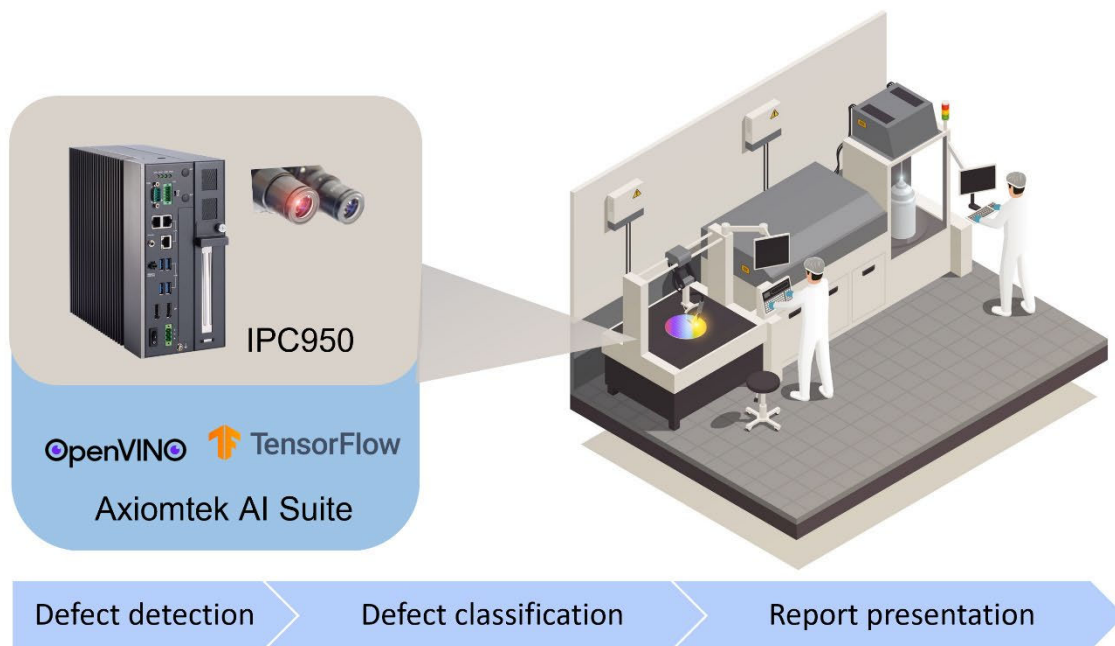 IPC950
OpenVINO
TensorFlow
Axiomtek AI Suite
Defect detection
Defect classification
Report presentation